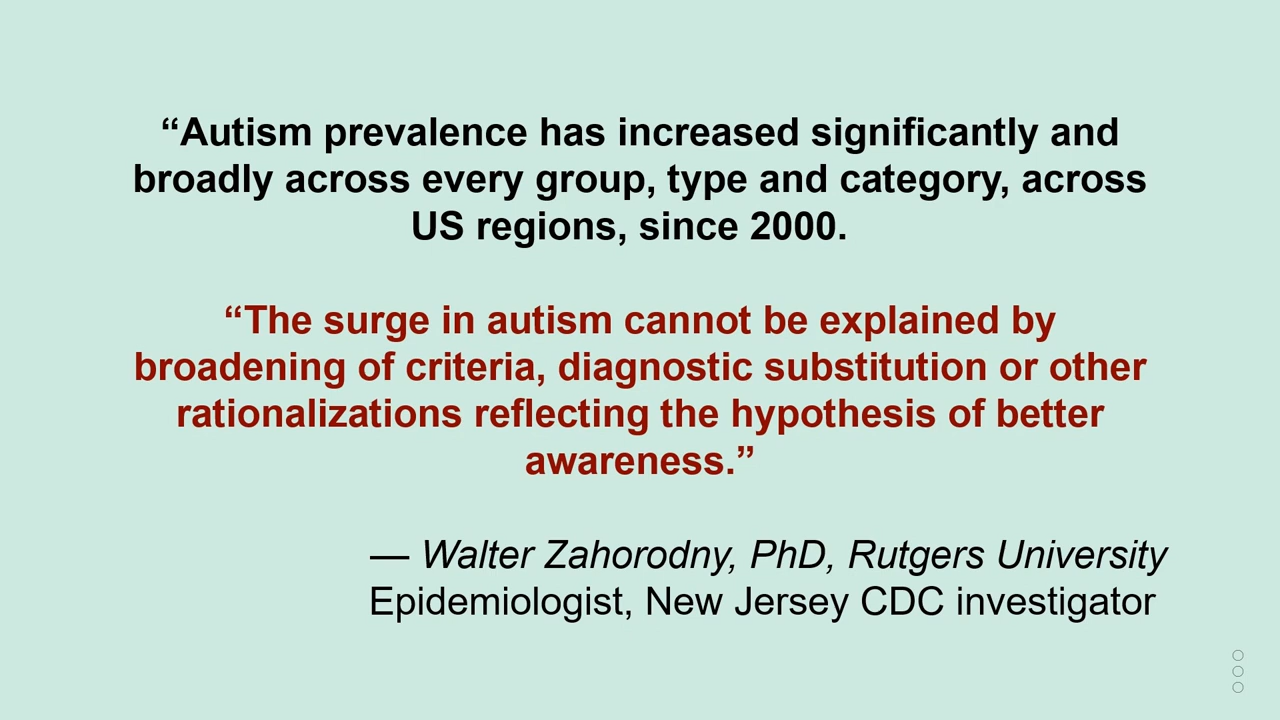 “Autism prevalence has increased significantly and
broadly across every group, type and category, across
US regions, since 2000.
“The surge in autism cannot be explained by
broadening of criteria, diagnostic substitution or other
rationalizations reflecting the hypothesis of better
awareness.”
— Walter Zahorodny, PhD, Rutgers University
Epidemiologist, New Jersey CDC investigator